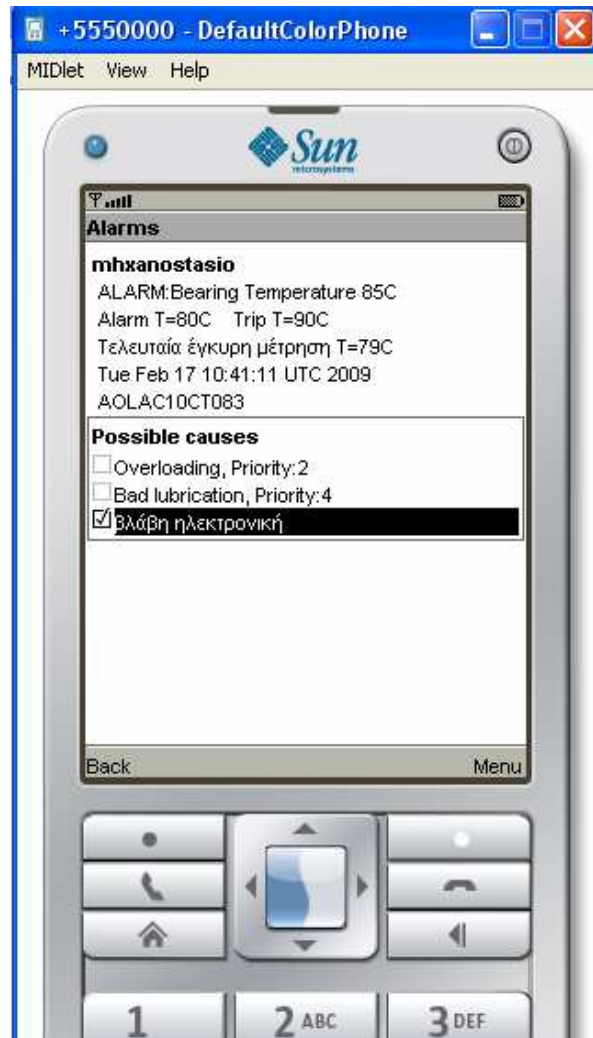 +5550000 - DefaultColorPhone
MIDlet View Help
Sun
microsystems
Alarms
mhxanostasio
ALARM:Bearing Temperature 85C
Alarm T=80C Trip T=90C
Τελευταία έγκυρη μέτρηση T=79C
Tue Feb 17 10:41:11 UTC 2009
AOLAC10CT083
Possible causes
Overloading, Priority:2
Bad lubrication, Priority:4
Βλάβη ηλεκτρονική
Back Menu
1 2 ABC 3 DEF